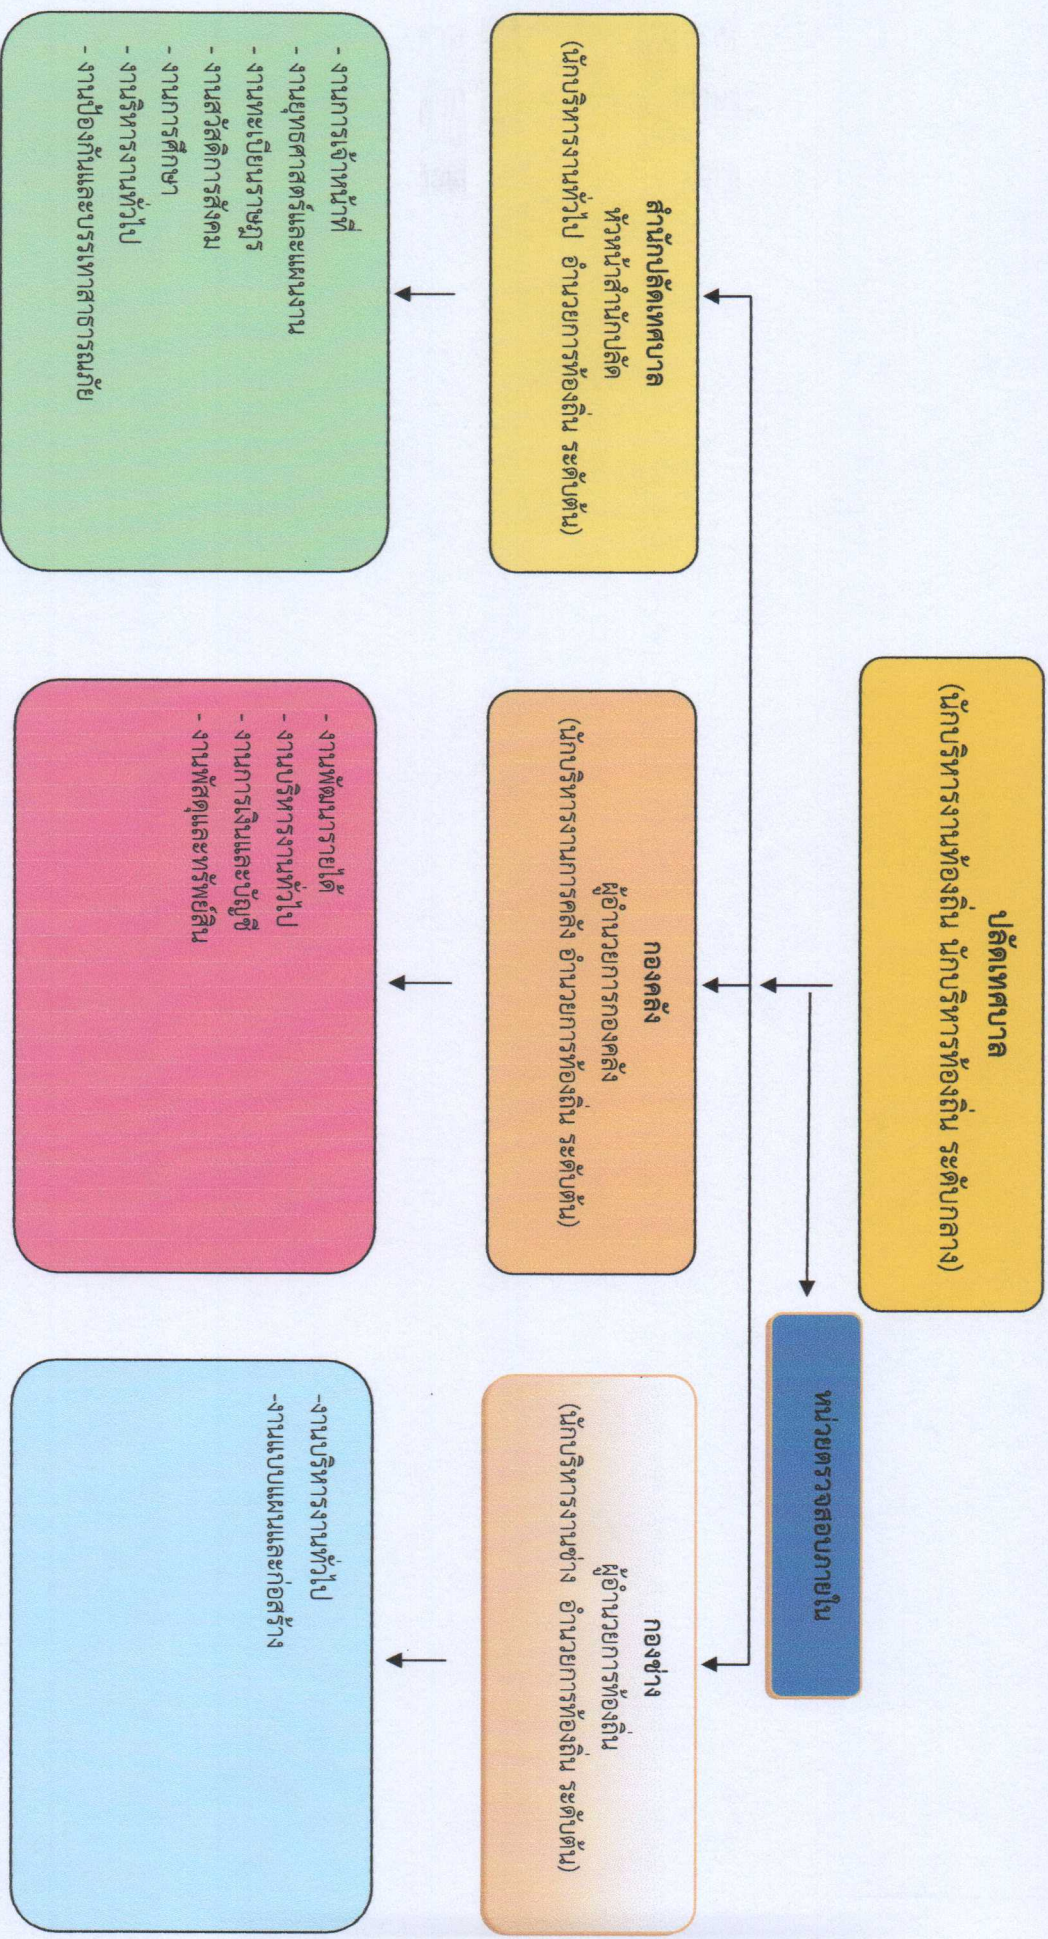 ปลัดเทศบาล
(นักบริหารงานท้องถิ่น นักบริหารท้องถิ่น ระดับกลาง)
หน่วยตรวจสอบภายใน
สำนักปลัดเทศบาล
หัวหน้าสำนักปลัด
(นักบริหารงานทั่วไป อำนวยการท้องถิ่น ระดับต้น)
กองคลัง
ผู้อำนวยการกองคลัง
(นักบริหารงานการคลัง อำนวยการท้องถิ่น ระดับต้น)
กองช่าง
ผู้อำนวยการท้องถิ่น
(นักบริหารงานช่าง อำนวยการท้องถิ่น ระดับต้น)
- งานการเจ้าหน้าที่
- งานยุทธศาสตร์และแผนงาน
- งานทะเบียนราษฎร
- งานสวัสดิการสังคม
- งานการศึกษา
- งานบริหารงานทั่วไป
- งานป้องกันและบรรเทาสาธารณภัย
- งานพัฒนารายได้
- งานบริหารงานทั่วไป
- งานการเงินและบัญชี
- งานพัสดุและทรัพย์สิน
-งานบริหารงานทั่วไป
-งานแบบแผนและก่อสร้าง